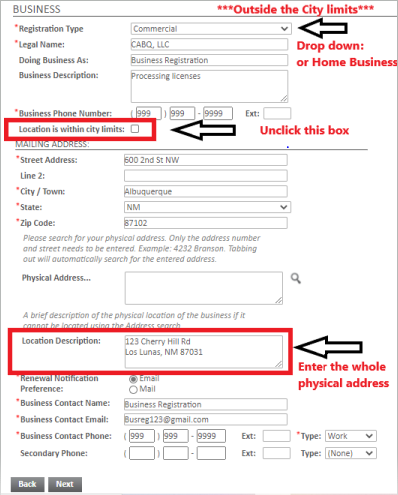 BUSINESS ***Outside the City limits***
*Registration Type Commercial
*Legal Name: CABQ, LLC Drop down:
Doing Business As: Business Registration or Home Business
Business Description: Processing licenses
*Business Phone Number: ( 999 ) 999 - 9999 Ext:
Location is within city limits: Unclick this box
MAILING ADDRESS:
*Street Address: 600 2nd St NW
Line 2:
*City / Town: Albuquerque
*State: NM
*Zip Code: 87102
Please search for your physical address. Only the address number
and street needs to be entered. Example: 4232 Branson. Tabbing
out will automatically search for the entered address.
Physical Address...
A brief description of the physical location of the business if it
cannot be located using the Address search
Location Description: 123 Cherry Hill Rd
Los Lunas, NM 87031
Enter the whole
physical address
*Renewal Notification Preference: Email
Mail
*Business Contact Name: Business Registration
*Business Contact Email: Busreg123@gmail.com
*Business Contact Phone: ( 999 ) 999 - 9999 Ext: *Type: Work
Secondary Phone: ( ) - Ext: Type: (None)
Back Next